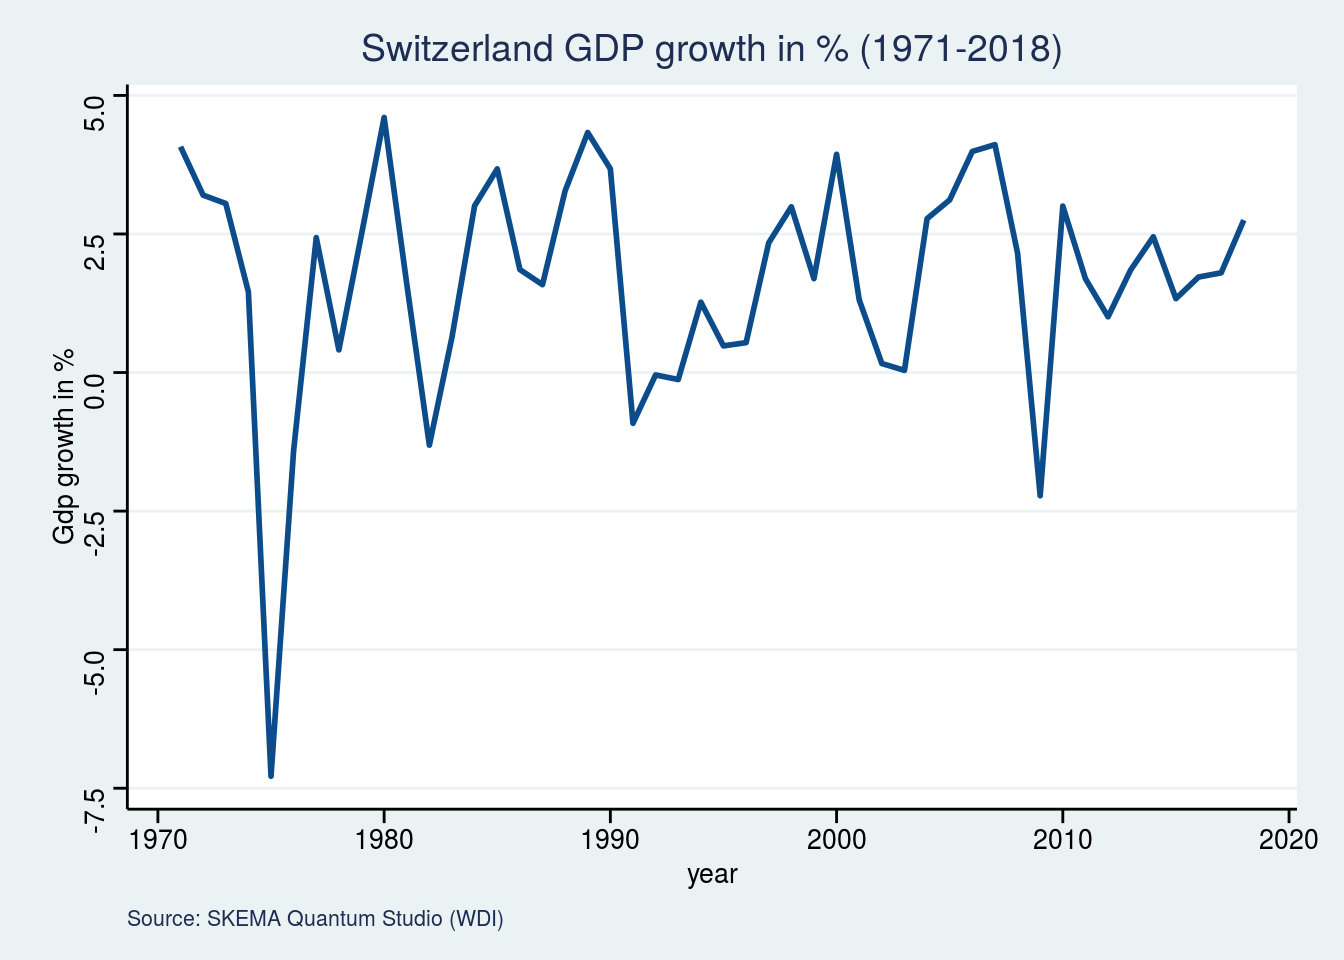 Switzerland GDP growth in % (1971-2018)
Gdp growth in %
5.0
2.5
0.0
-2.5
-5.0
-7.5
1970 1980 1990 2000 2010 2020
year
Source: SKEMA Quantum Studio (WDI)